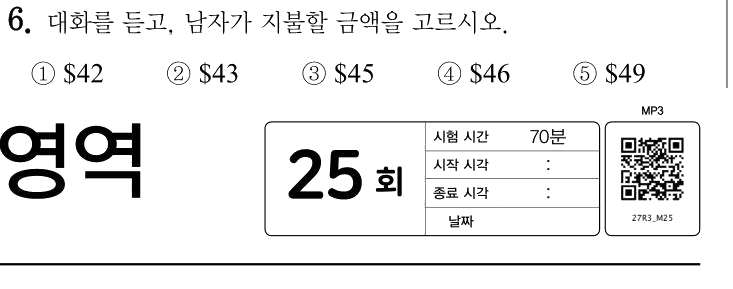 6. 대화를 듣고, 남자가 지불할 금액을 고르시오.
① $42 ② $43 ③ $45 ④ $46 ⑤ $49
MP3
영역
25회
시험 시간 70분
시작 시각 :
종료 시각 :
날짜
27R3_M25